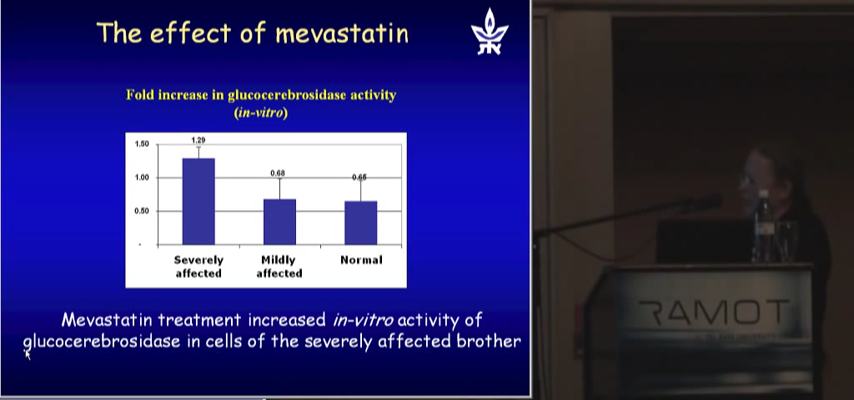 The effect of mevastatin
Fold increase in glucocerebrosidase activity
(in-vitro)
1.50
1.00
0.50
-
1.29
0.68
0.65
Severely
affected
Mildly
affected
Normal
Mevastatin treatment increased in-vitro activity of
glucocerebrosidase in cells of the severely affected brother
RAMOT